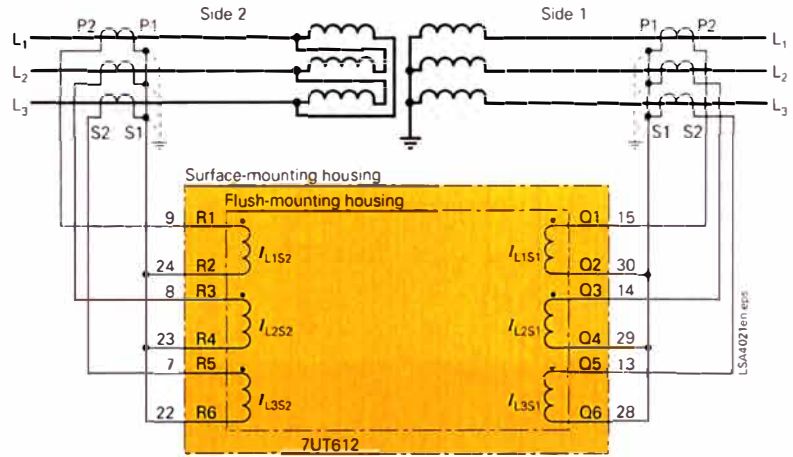 Side 2 Side 1
P2 P1 P1 P2
L1 L1
L2 L2
L3 L3
S2 S1 S1 S2
Surface-mounting housing
Flush-mounting housing
9 R1 Q1 15
IL1S2 IL1S1
24 R2 Q2 30
8 R3 Q3 14
IL2S2 IL2S1
23 R4 Q4 29
7 R5 Q5 13
IL3S2 IL3S1
22 R6 Q6 28
7UT612
LSA4021en.eps